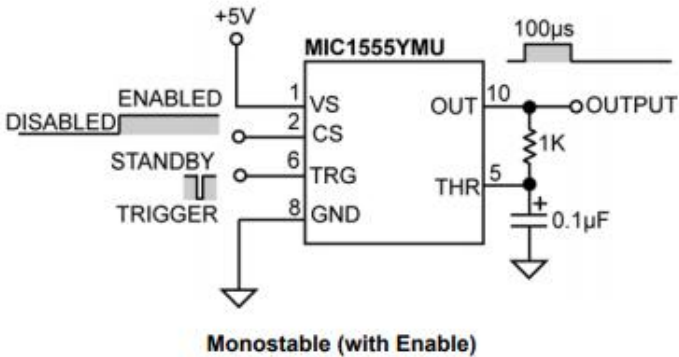 +5V
100µs
MIC1555YMU
ENABLED
DISABLED
1
VS
OUT
10
OUTPUT
2
CS
1K
STANDBY
6
TRG
THR
5
TRIGGER
8
GND
+
0.1µF
Monostable (with Enable)